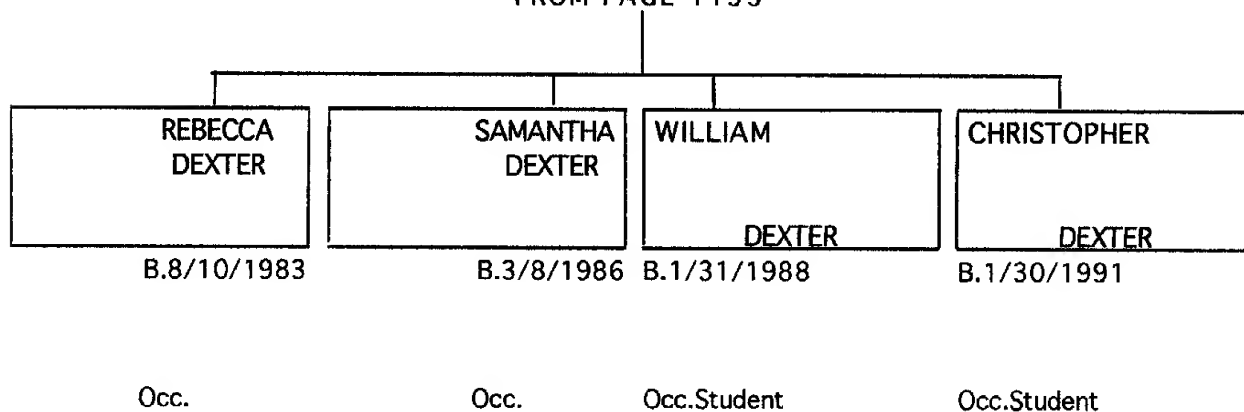 FROM PAGE 1193
REBECCA
DEXTER
B.8/10/1983
Occ.
SAMANTHA
DEXTER
B.3/8/1986
Occ.
WILLIAM
DEXTER
B.1/31/1988
Occ.Student
CHRISTOPHER
DEXTER
B.1/30/1991
Occ.Student